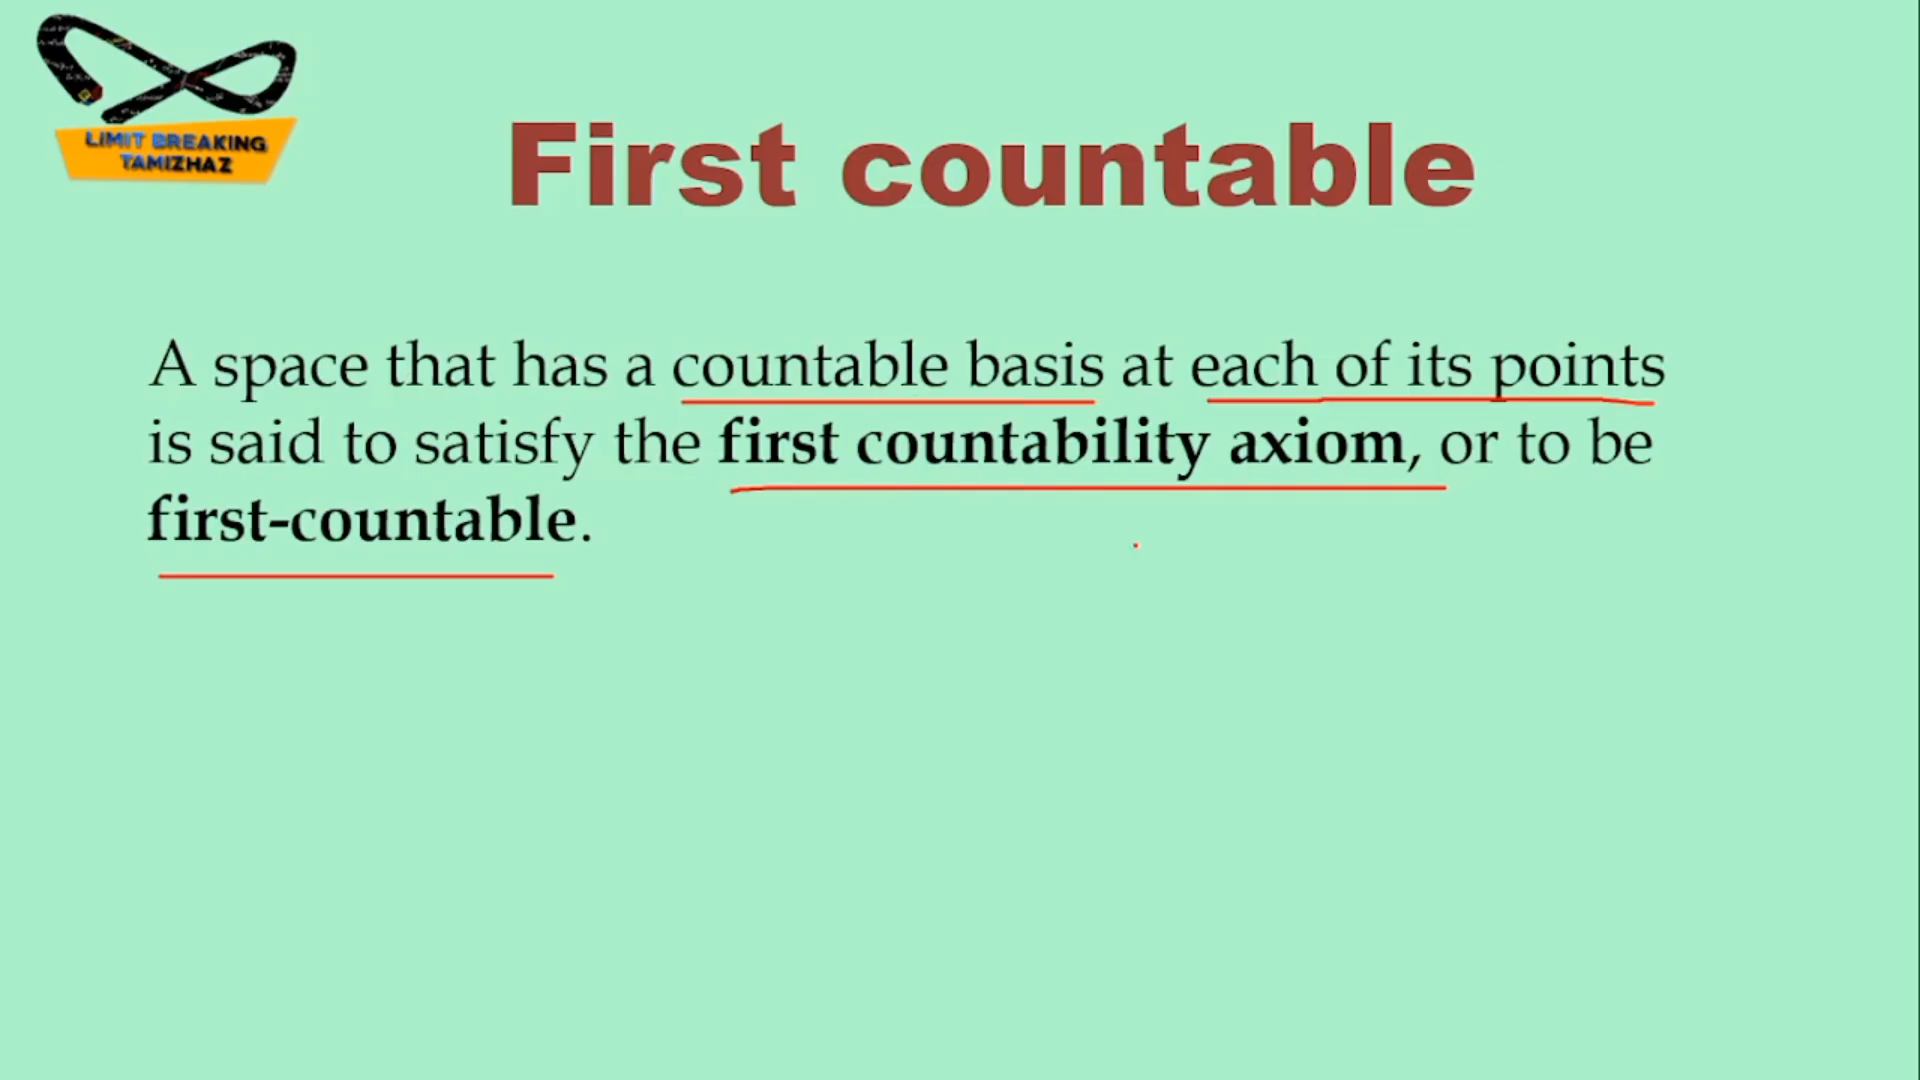 LIMIT BREAKING
TAMIZHAZ
First countable
A space that has a countable basis at each of its points
is said to satisfy the first countability axiom, or to be
first-countable.